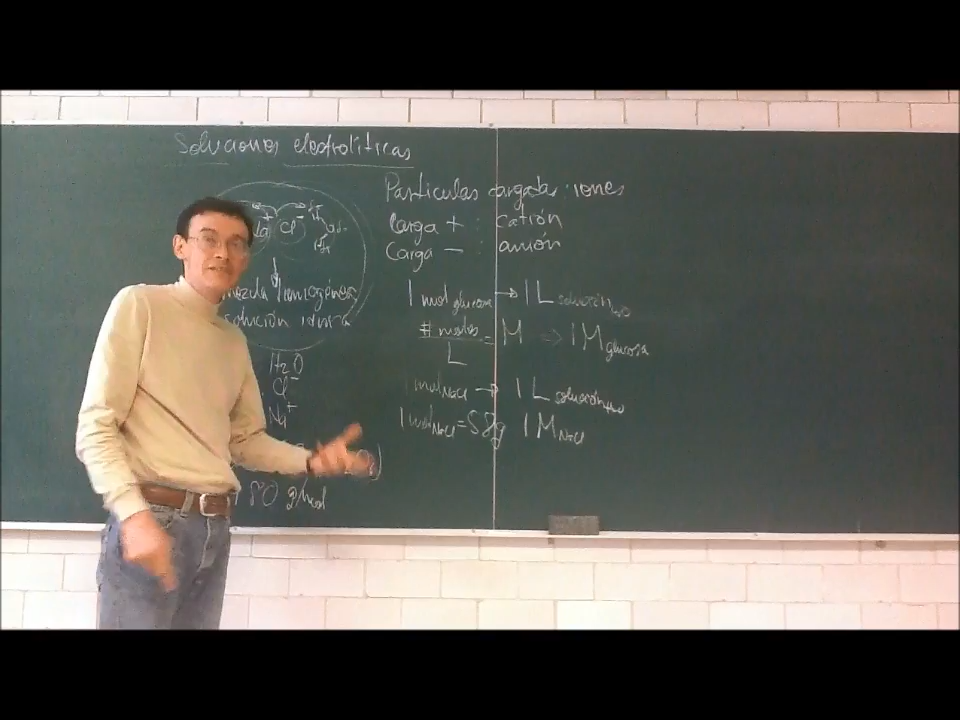 Soluciones electrolíticas
Cl-
mezcla homogénea
solución iónica
H2O
Cl-
Na+
180 g/mol
Partículas cargadas: iones
Carga + : catión
Carga - : anión
1 mol glucosa → 1 L solución H2O
# moles / L = M ⇒ 1 M glucosa
1 mol NaCl → 1 L solución H2O
1 mol NaCl = 58g 1 M NaCl